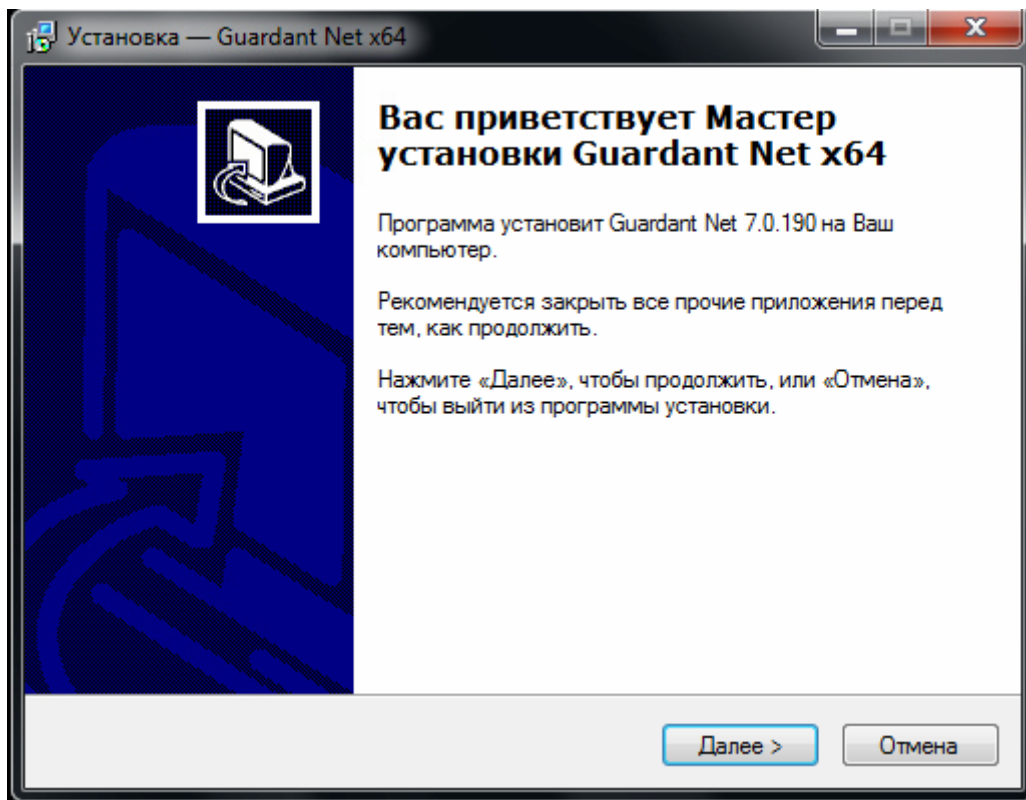 Установка — Guardant Net x64
Вас приветствует Мастер
установки Guardant Net x64
Программа установит Guardant Net 7.0.190 на Ваш
компьютер.
Рекомендуется закрыть все прочие приложения перед
тем, как продолжить.
Нажмите «Далее», чтобы продолжить, или «Отмена»,
чтобы выйти из программы установки.
Далее >
Отмена